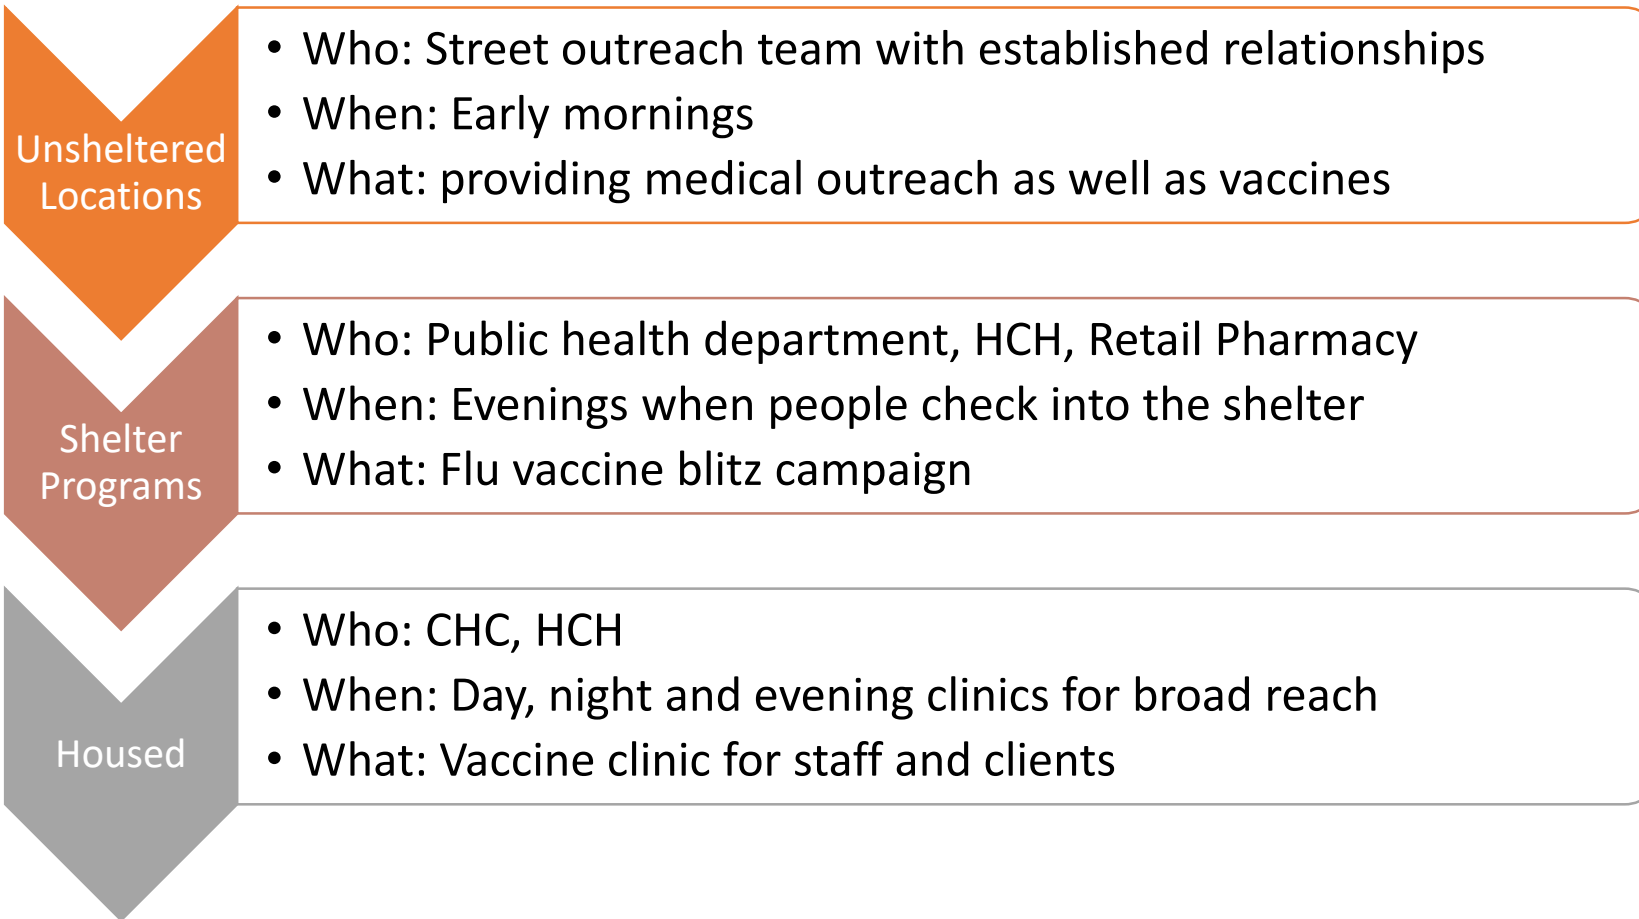 Unsheltered
Locations
• Who: Street outreach team with established relationships
• When: Early mornings
• What: providing medical outreach as well as vaccines
Shelter
Programs
• Who: Public health department, HCH, Retail Pharmacy
• When: Evenings when people check into the shelter
• What: Flu vaccine blitz campaign
Housed
• Who: CHC, HCH
• When: Day, night and evening clinics for broad reach
• What: Vaccine clinic for staff and clients